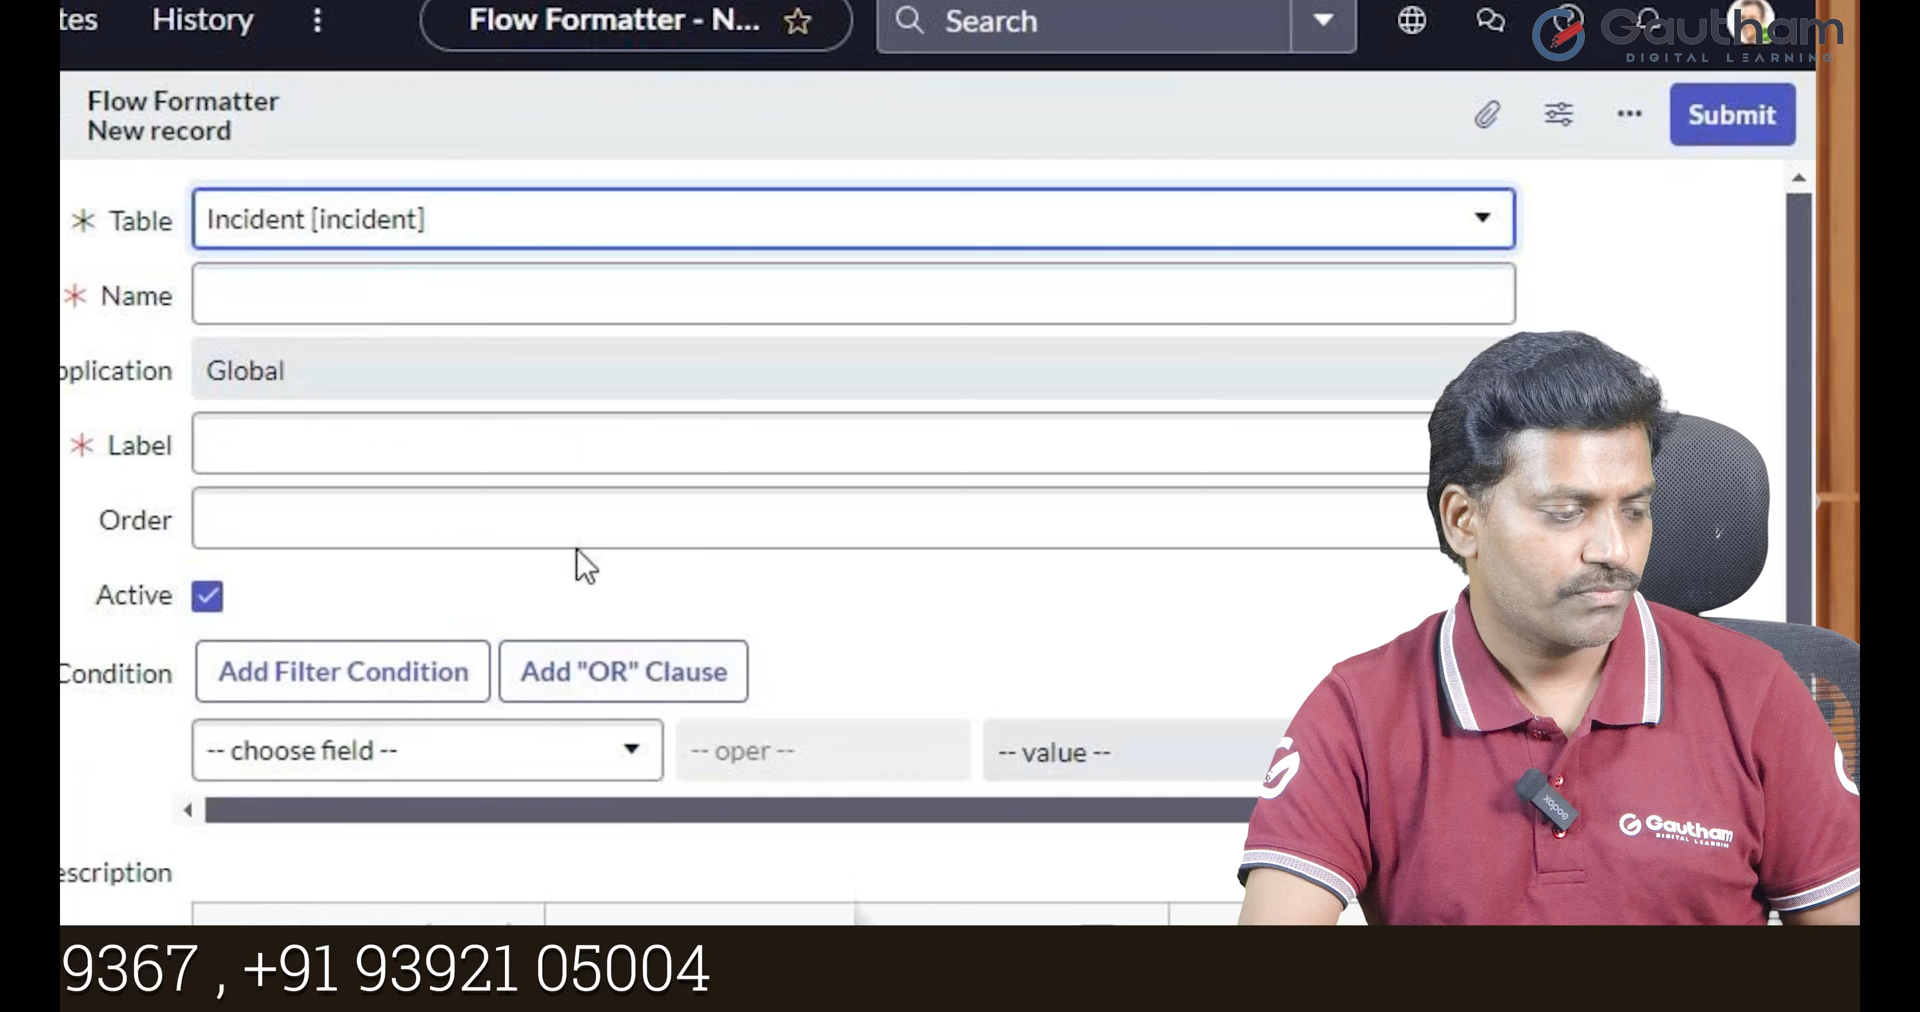 tes History Flow Formatter - N... Search
Gautham
DIGITAL LEARNING
Flow Formatter
New record
Submit
* Table Incident [incident]
* Name
pplication Global
* Label
Order
Active
Condition Add Filter Condition Add "OR" Clause
-- choose field -- -- oper -- -- value --
escription
Gautham
DIGITAL LEARNING
9367 , +91 93921 05004